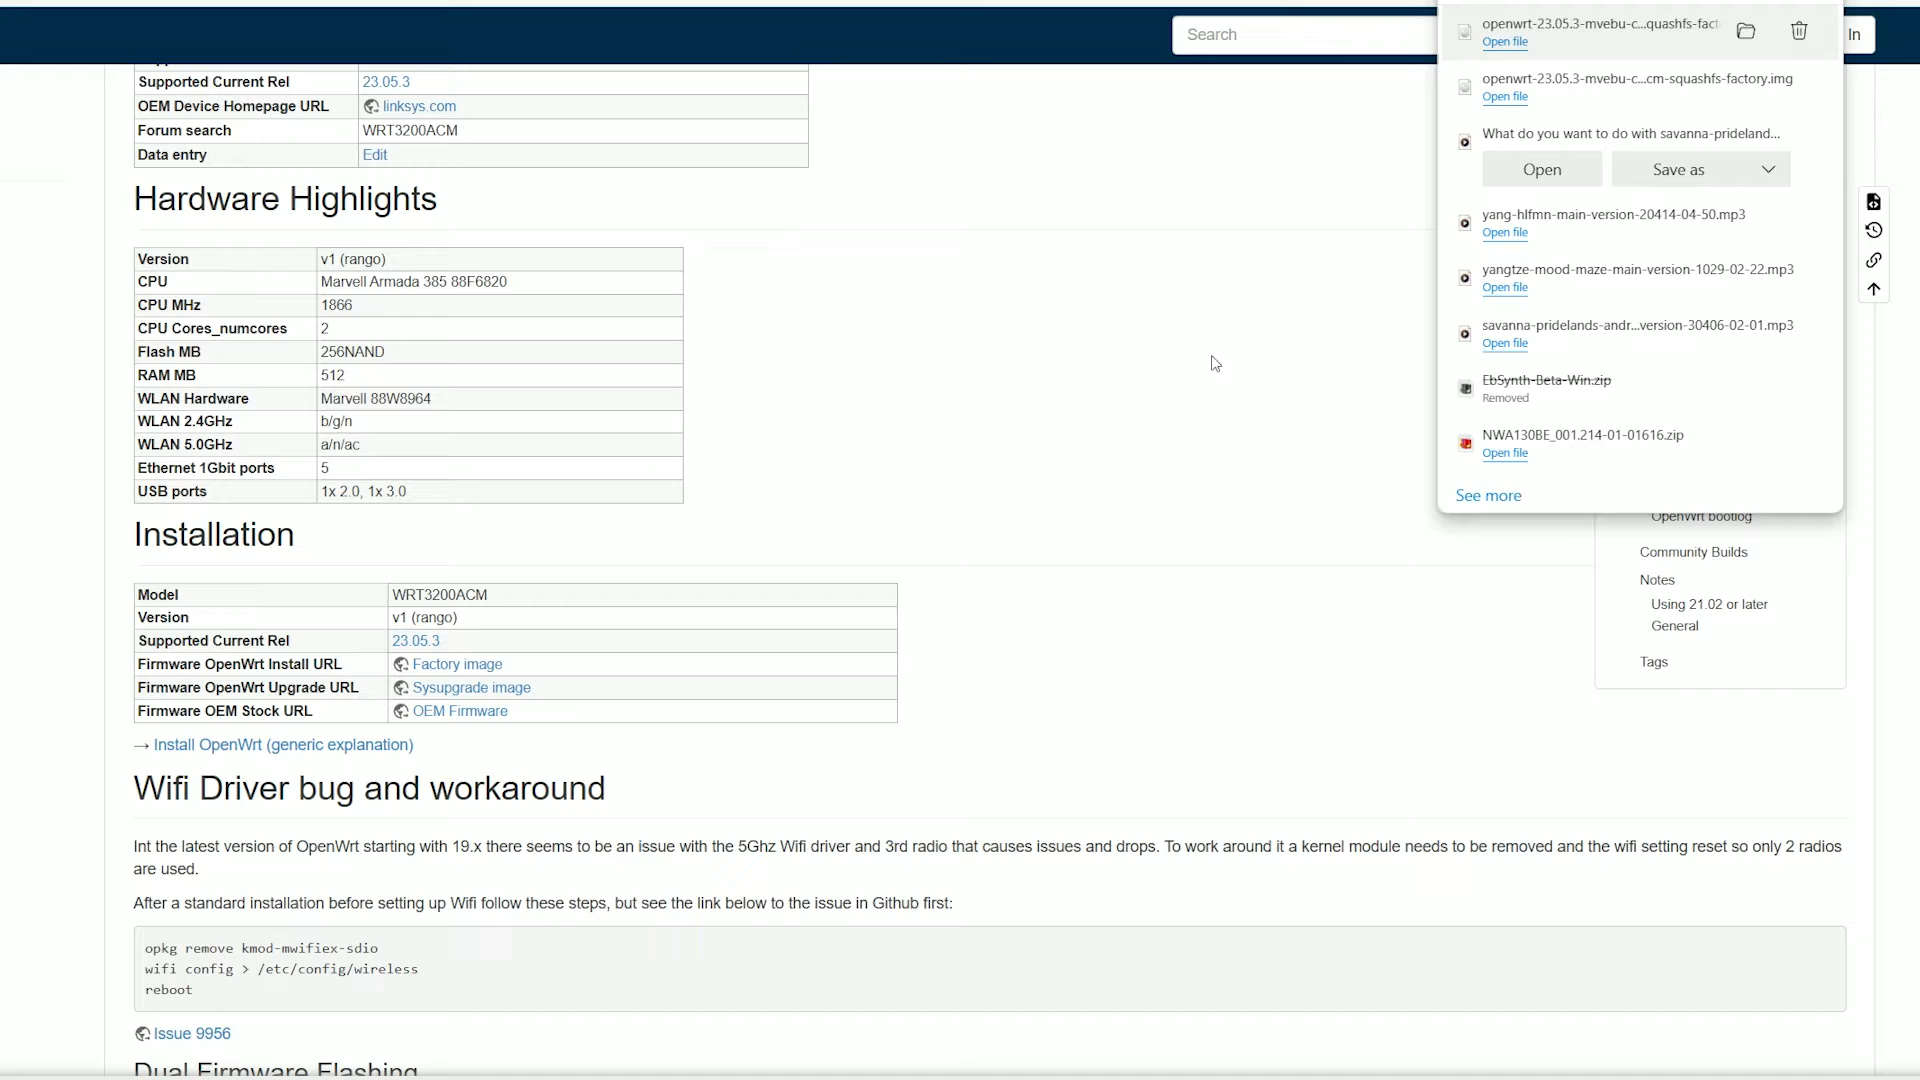 Search
In
Supported Current Rel 23.05.3
OEM Device Homepage URL linksys.com
Forum search WRT3200ACM
Data entry Edit
Hardware Highlights
Version v1 (rango)
CPU Marvell Armada 385 88F6820
CPU MHz 1866
CPU Cores_numcores 2
Flash MB 256NAND
RAM MB 512
WLAN Hardware Marvell 88W8964
WLAN 2.4GHz b/g/n
WLAN 5.0GHz a/n/ac
Ethernet 1Gbit ports 5
USB ports 1x 2.0, 1x 3.0
Installation
Model WRT3200ACM
Version v1 (rango)
Supported Current Rel 23.05.3
Firmware OpenWrt Install URL Factory image
Firmware OpenWrt Upgrade URL Sysupgrade image
Firmware OEM Stock URL OEM Firmware
→ Install OpenWrt (generic explanation)
Wifi Driver bug and workaround
Int the latest version of OpenWrt starting with 19.x there seems to be an issue with the 5Ghz Wifi driver and 3rd radio that causes issues and drops. To work around it a kernel module needs to be removed and the wifi setting reset so only 2 radios
are used.
After a standard installation before setting up Wifi follow these steps, but see the link below to the issue in Github first:
opkg remove kmod-mwifiex-sdio
wifi config > /etc/config/wireless
reboot
Issue 9956
Dual Firmware Flashing
openwrt-23.05.3-mvebu-c...quashfs-fact
Open file
openwrt-23.05.3-mvebu-c...cm-squashfs-factory.img
Open file
What do you want to do with savanna-prideland...
Open
Save as
yang-hlfmn-main-version-20414-04-50.mp3
Open file
yangtze-mood-maze-main-version-1029-02-22.mp3
Open file
savanna-pridelands-andr...version-30406-02-01.mp3
Open file
EbSynth-Beta-Win.zip
Removed
NWA130BE_001.214-01-01616.zip
Open file
See more
OpenWrt bootlog
Community Builds
Notes
Using 21.02 or later
General
Tags